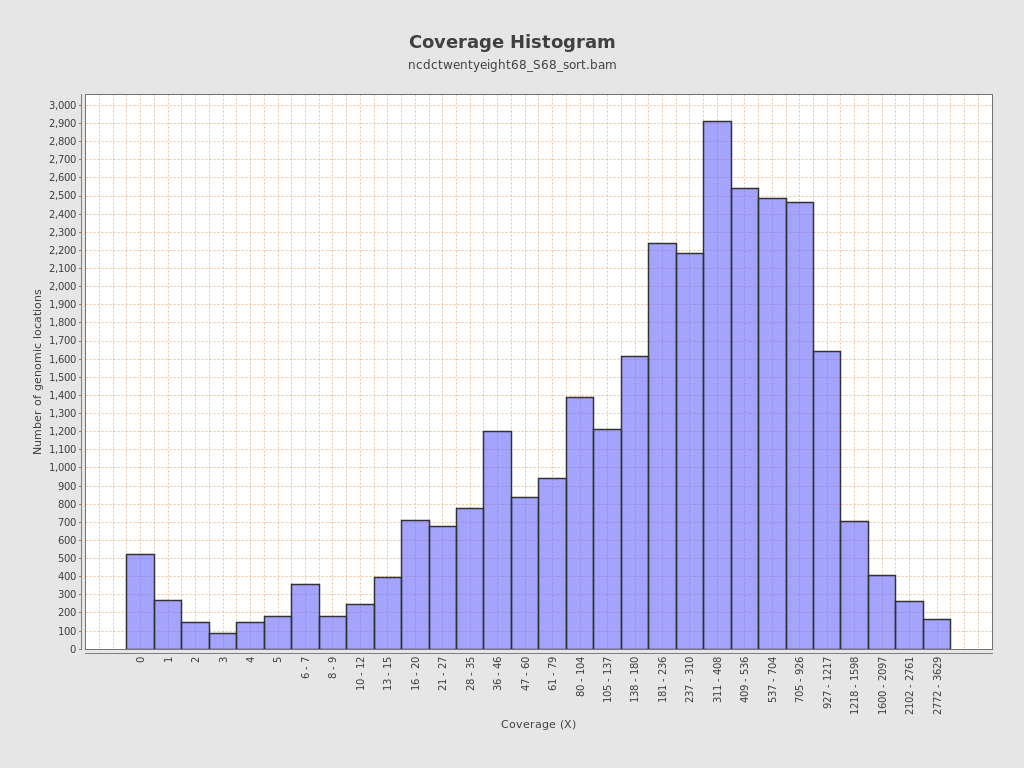 Coverage Histogram
ncdctwentyeight68_S68_sort.bam
Number of genomic locations
3,000
2,900
2,800
2,700
2,600
2,500
2,400
2,300
2,200
2,100
2,000
1,900
1,800
1,700
1,600
1,500
1,400
1,300
1,200
1,100
1,000
900
800
700
600
500
400
300
200
100
0
0
1
2
3
4
5
6 - 7
8 - 9
10 - 12
13 - 15
16 - 20
21 - 27
28 - 35
36 - 46
47 - 60
61 - 79
80 - 104
105 - 137
138 - 180
181 - 236
237 - 310
311 - 408
409 - 536
537 - 704
705 - 926
927 - 1217
1218 - 1598
1600 - 2097
2102 - 2761
2772 - 3629
Coverage (X)